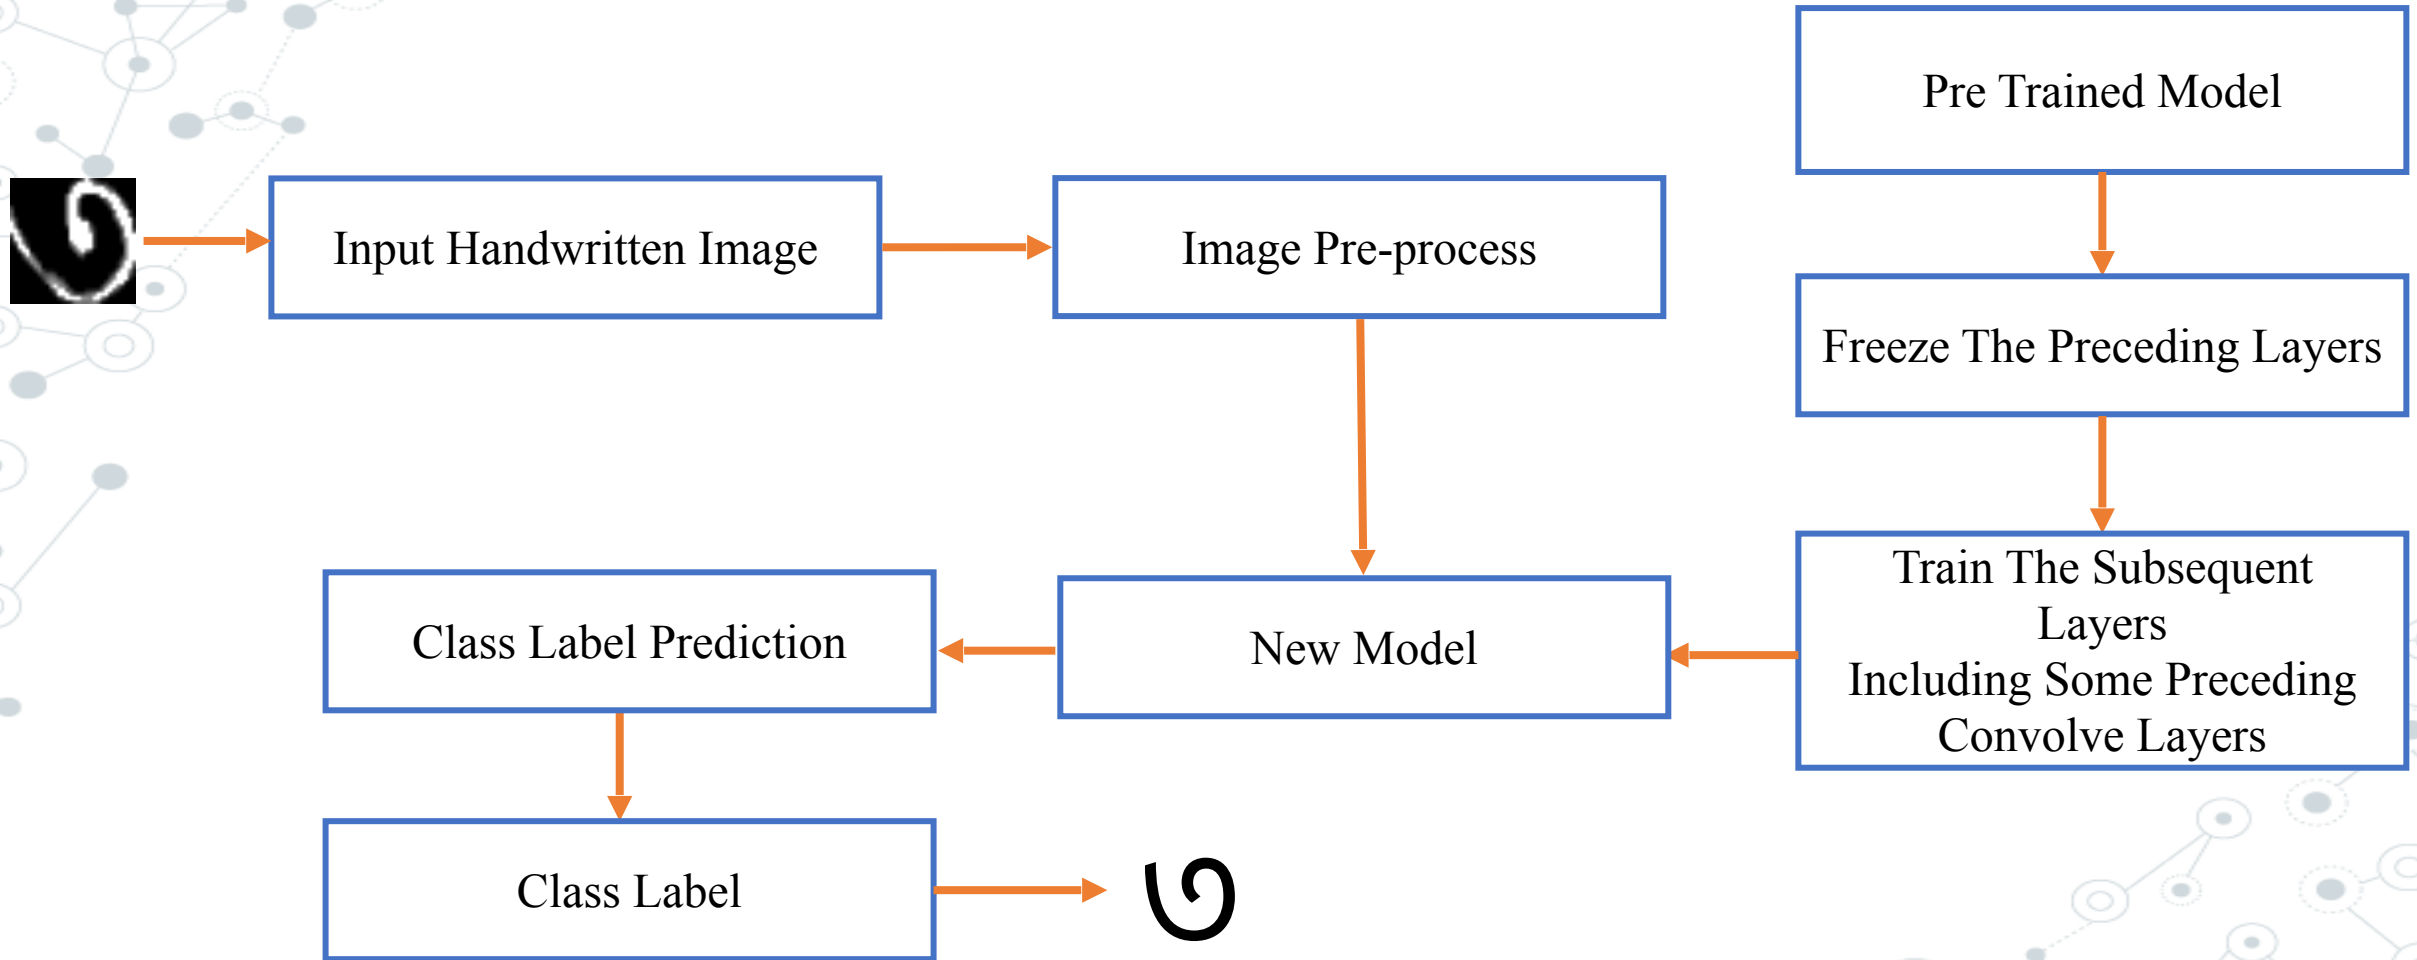 Pre Trained Model
Input Handwritten Image
Image Pre-process
Freeze The Preceding Layers
Train The Subsequent
Layers
Including Some Preceding
Convolve Layers
New Model
Class Label Prediction
Class Label
৩